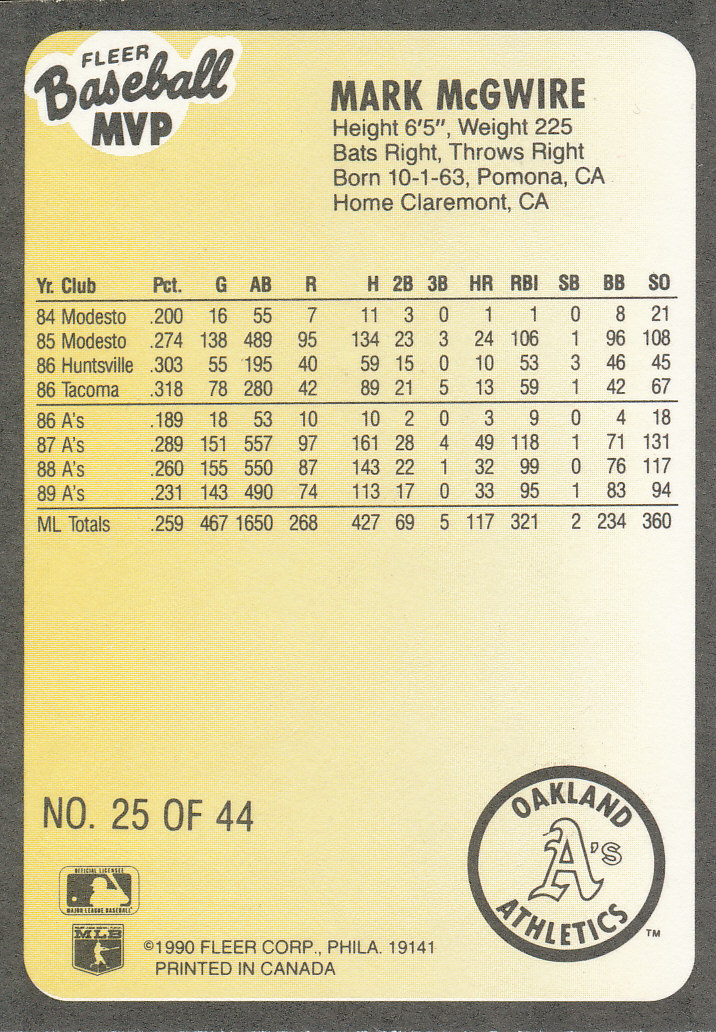 FLEER
Baseball
MVP
MARK McGWIRE
Height 6'5", Weight 225
Bats Right, Throws Right
Born 10-1-63, Pomona, CA
Home Claremont, CA
Yr. Club Pct. G AB R H 2B 3B HR RBI SB BB SO
84 Modesto .200 16 55 7 11 3 0 1 1 0 8 21
85 Modesto .274 138 489 95 134 23 3 24 106 1 96 108
86 Huntsville .303 55 195 40 59 15 0 10 53 3 46 45
86 Tacoma .318 78 280 42 89 21 5 13 59 1 42 67
86 A's .189 18 53 10 10 2 0 3 9 0 4 18
87 A's .289 151 557 97 161 28 4 49 118 1 71 131
88 A's .260 155 550 87 143 22 1 32 99 0 76 117
89 A's .231 143 490 74 113 17 0 33 95 1 83 94
ML Totals .259 467 1650 268 427 69 5 117 321 2 234 360
NO. 25 OF 44
OAKLAND
A's
ATHLETICS
TM
OFFICIAL LICENSEE
MAJOR LEAGUE BASEBALL
MLB
©1990 FLEER CORP., PHILA. 19141
PRINTED IN CANADA